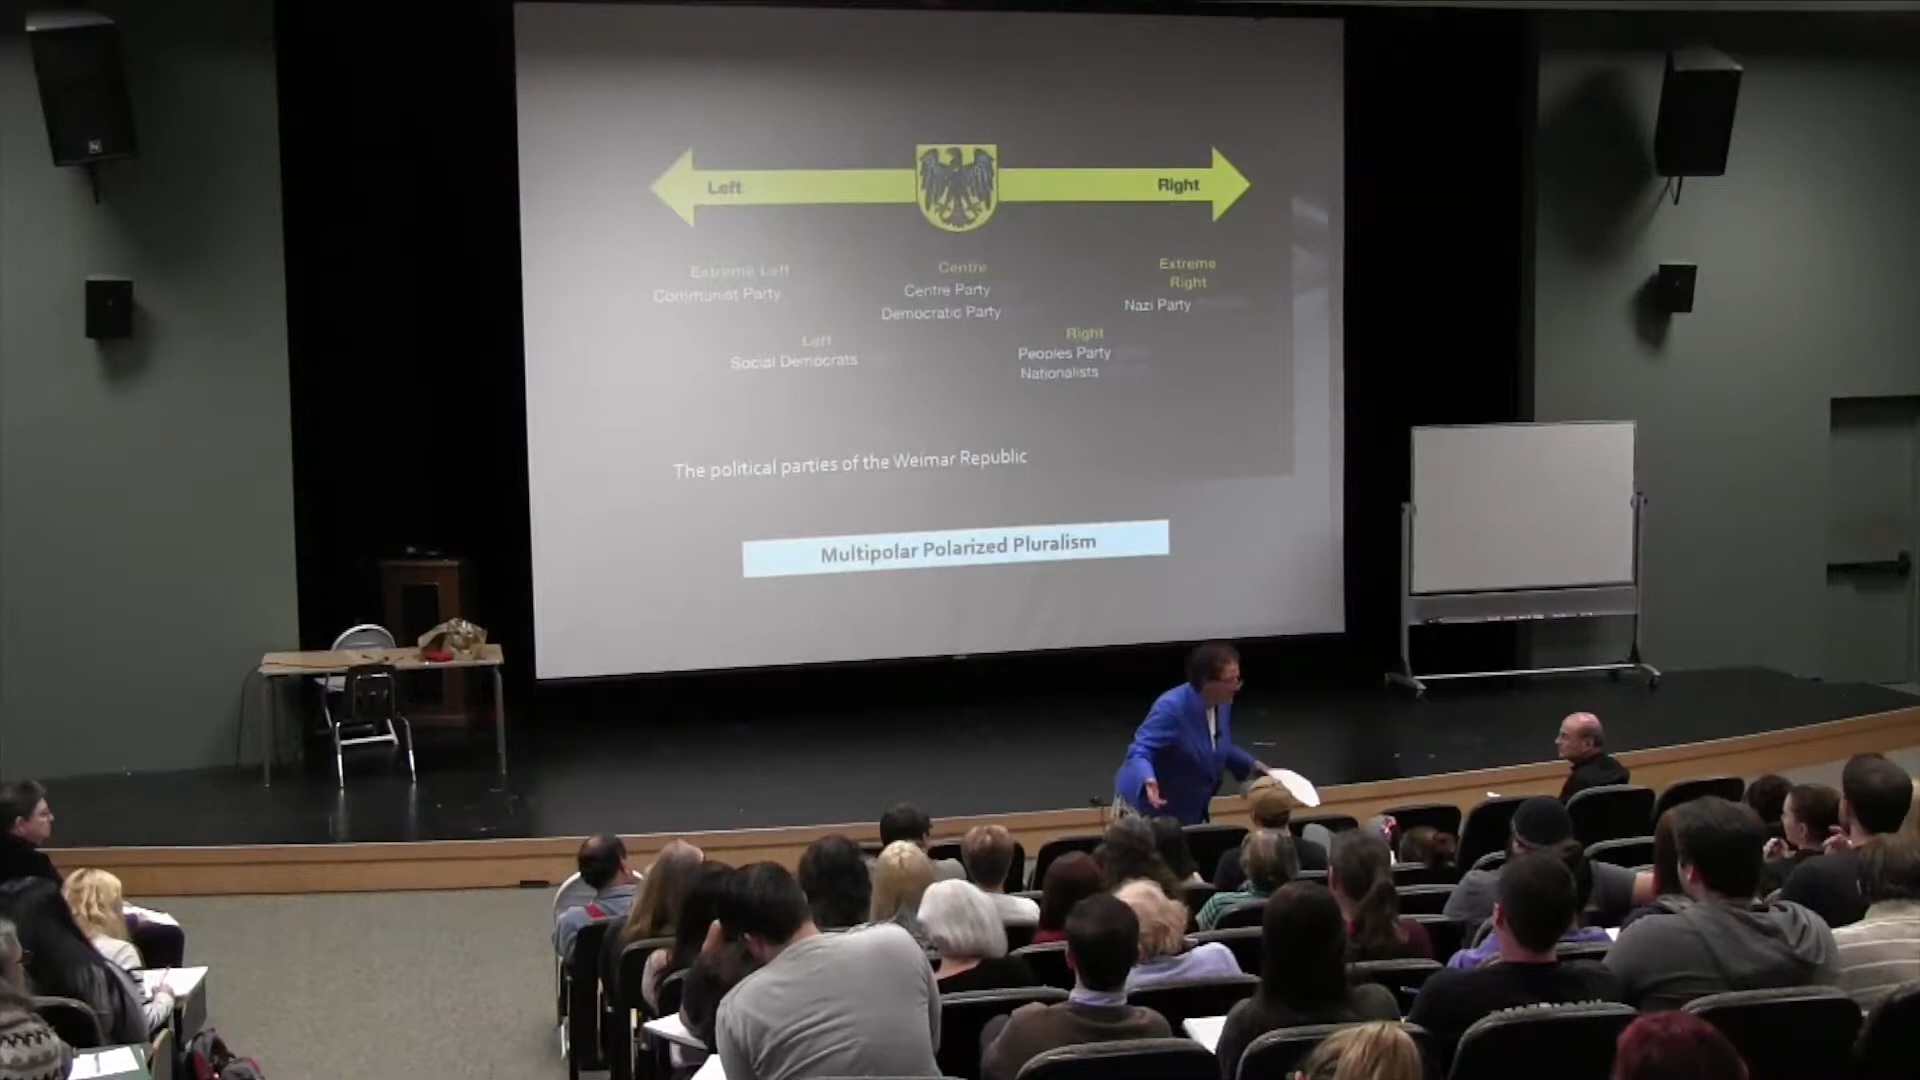 Left
Right
Extreme Left
Communist Party
Centre
Centre Party
Democratic Party
Extreme
Right
Nazi Party
Left
Social Democrats
Right
Peoples Party
Nationalists
The political parties of the Weimar Republic
Multipolar Polarized Pluralism